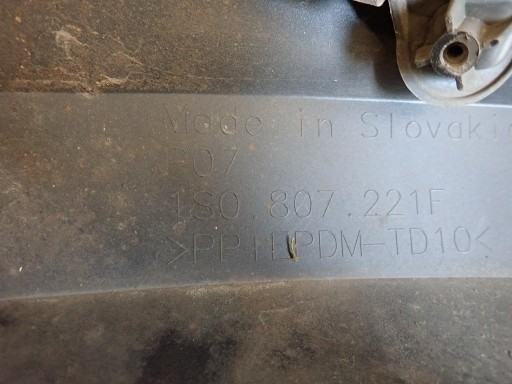 Made in Slovakia
P07
1S0.807.221F
>PP+EPDM-TD10<